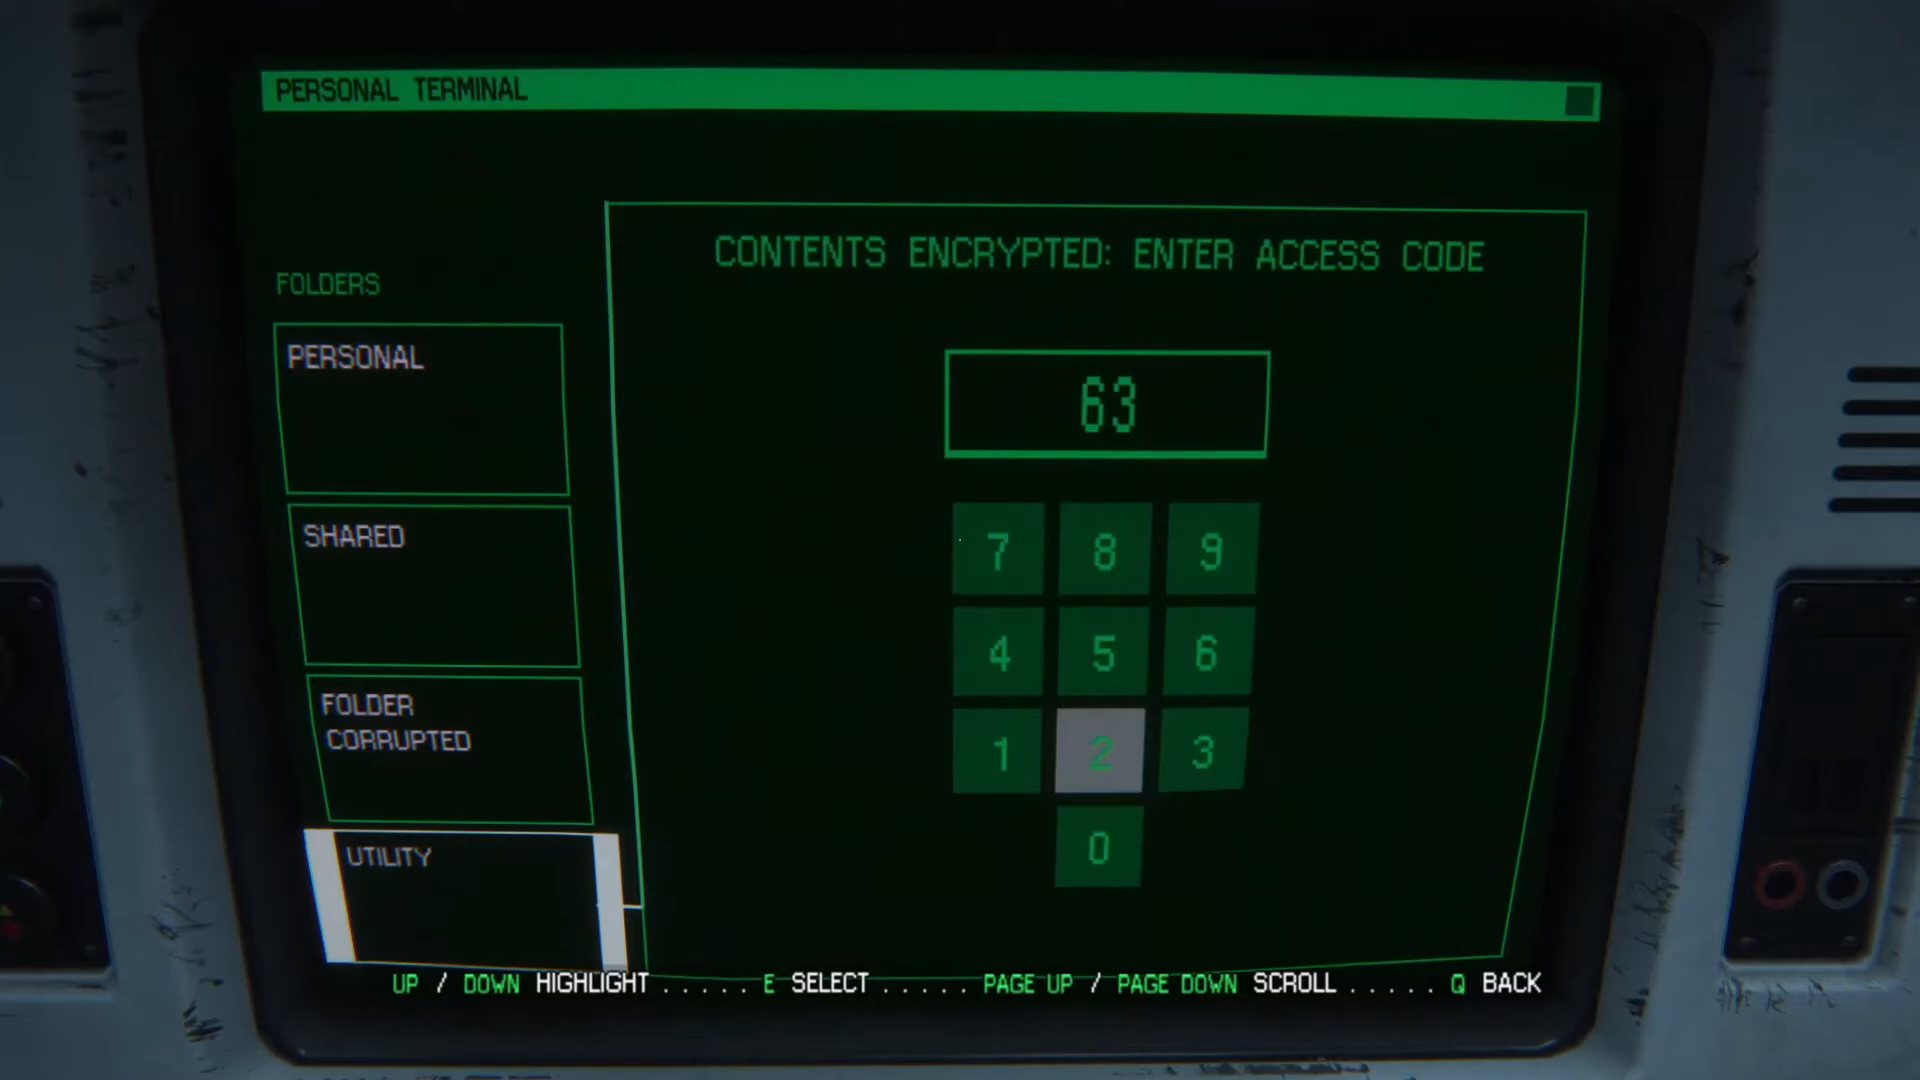 PERSONAL TERMINAL
FOLDERS
PERSONAL
SHARED
FOLDER
CORRUPTED
UTILITY
CONTENTS ENCRYPTED: ENTER ACCESS CODE
63
7 8 9
4 5 6
1 2 3
0
UP / DOWN HIGHLIGHT ..... E SELECT ..... PAGE UP / PAGE DOWN SCROLL ..... Q BACK